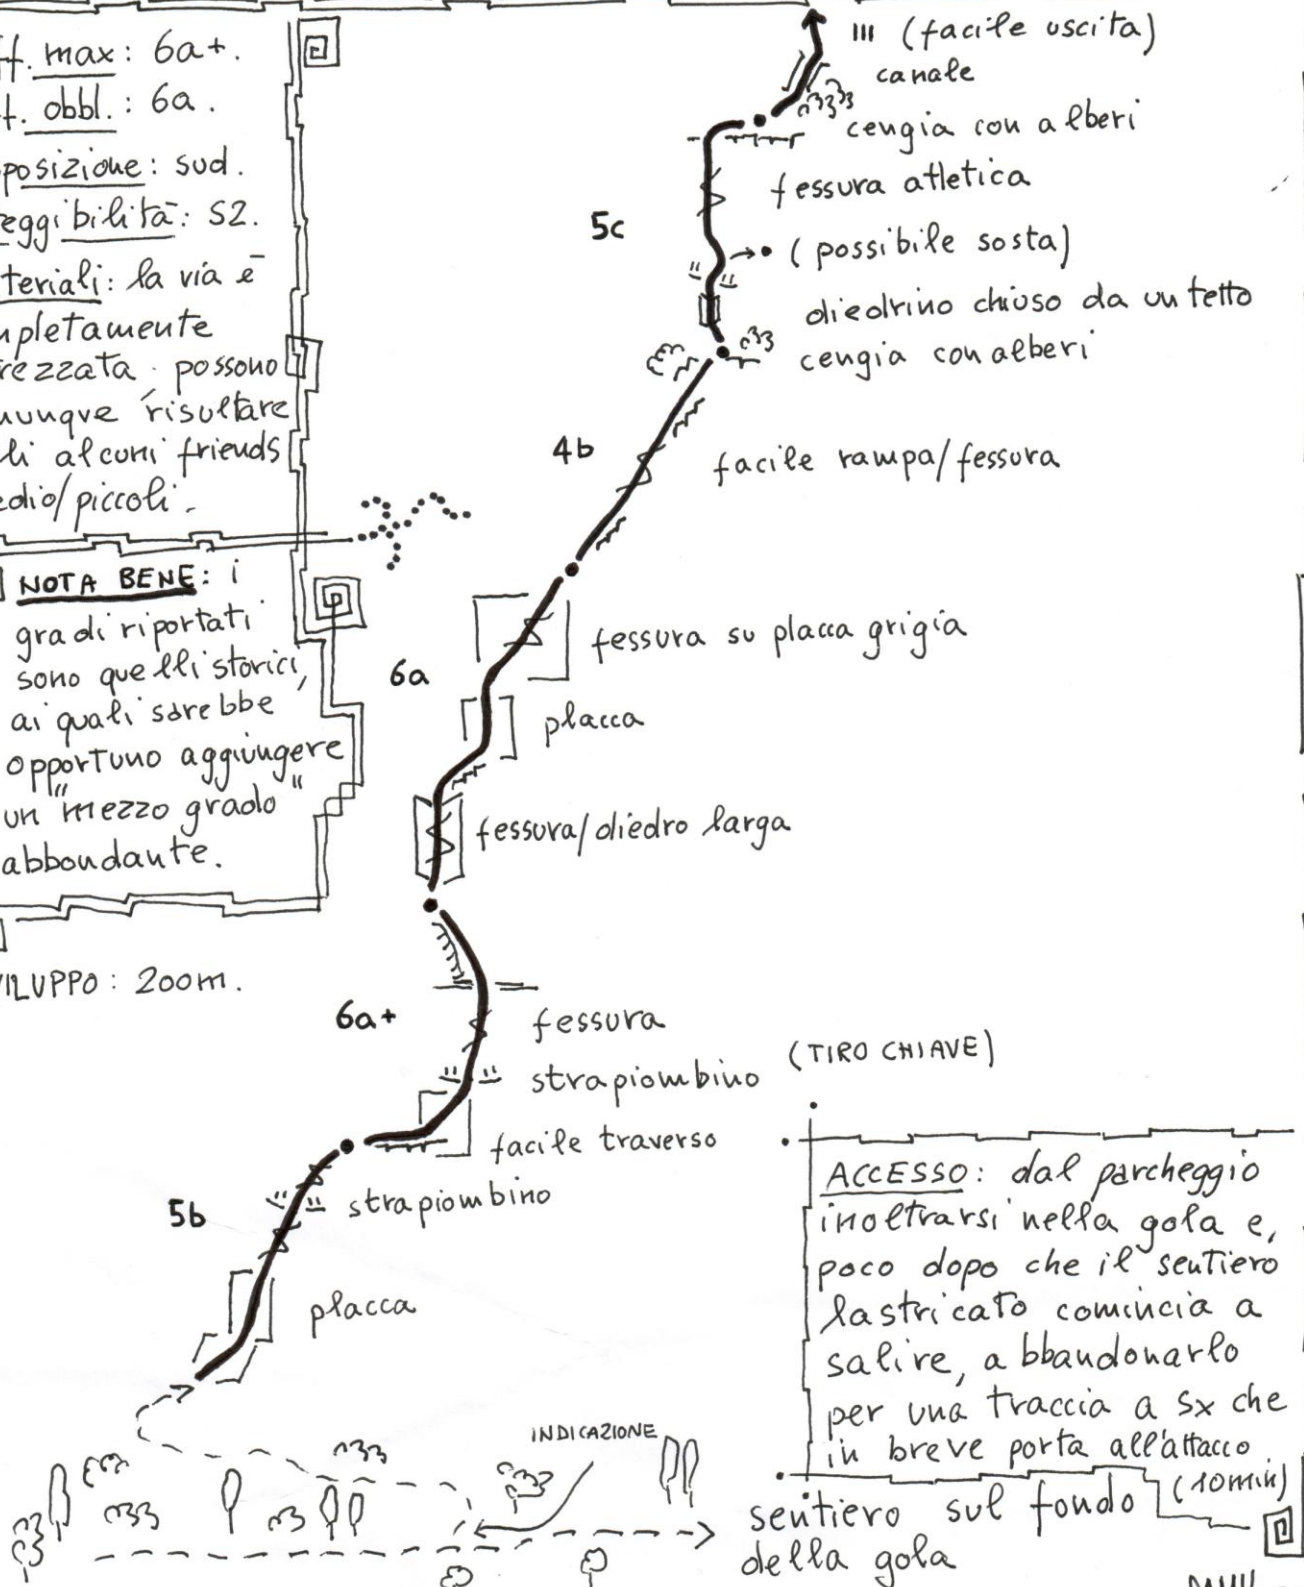 ff. max: 6a+.
f. obbl.: 6a.
posizione: sud.
eggibilità: S2.
teriali: la via è
mpletamente
rezzata. possono
munque risultare
li alcuni friends
edio/piccoli.
NOTA BENE: i
gradi riportati
sono quelli storici,
ai quali sarebbe
opportuno aggiungere
un "mezzo grado"
abbondante.
VILUPPO: 200m.
III (facile uscita)
canale
cengia con alberi
fessura atletica
5c
(possibile sosta)
diedrino chiuso da un tetto
cengia con alberi
4b
facile rampa/fessura
fessura su placca grigia
6a
placca
fessura/diedro larga
6a+
fessura
(TIRO CHIAVE)
strapiombino
facile traverso
5b
strapiombino
placca
INDICAZIONE
ACCESSO: dal parcheggio
inoltrarsi nella gola e,
poco dopo che il sentiero
lastricato comincia a
salire, abbandonarlo
per una traccia a sx che
in breve porta all'attacco
(10min)
sentiero sul fondo
della gola